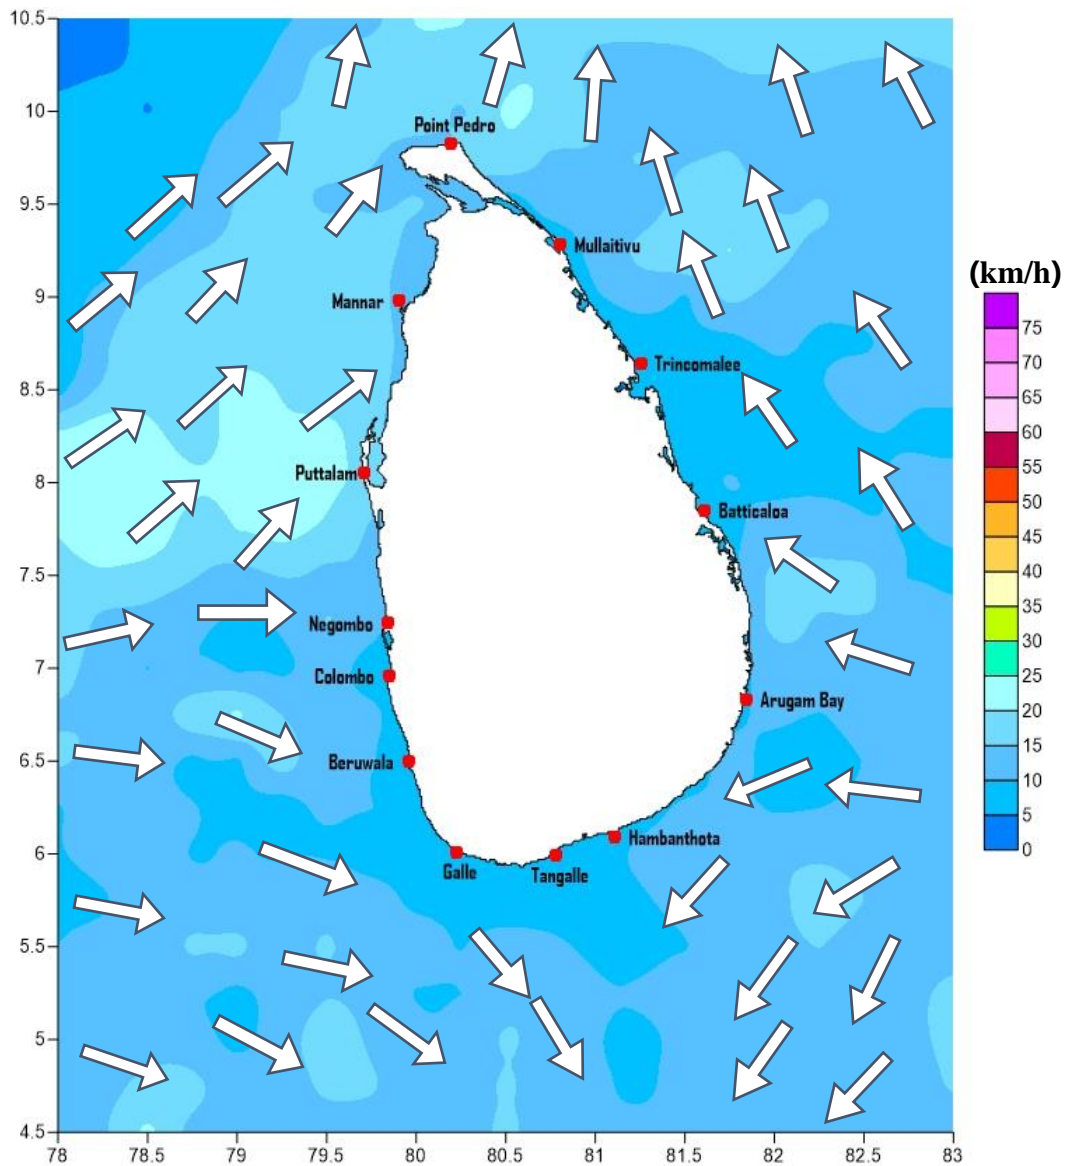 10.5
10
Point Pedro
9.5
Mullaitivu
(km/h)
9
Mannar
75
70
Trincomalee
65
8.5
60
55
8
Puttalam
50
Batticaloa
45
40
7.5
35
Negombo
30
7
Colombo
25
Arugam Bay
20
6.5
Beruwala
15
10
5
Hambanthota
6
0
Galle
Tangalle
5.5
5
4.5
78 78.5 79 79.5 80 80.5 81 81.5 82 82.5 83